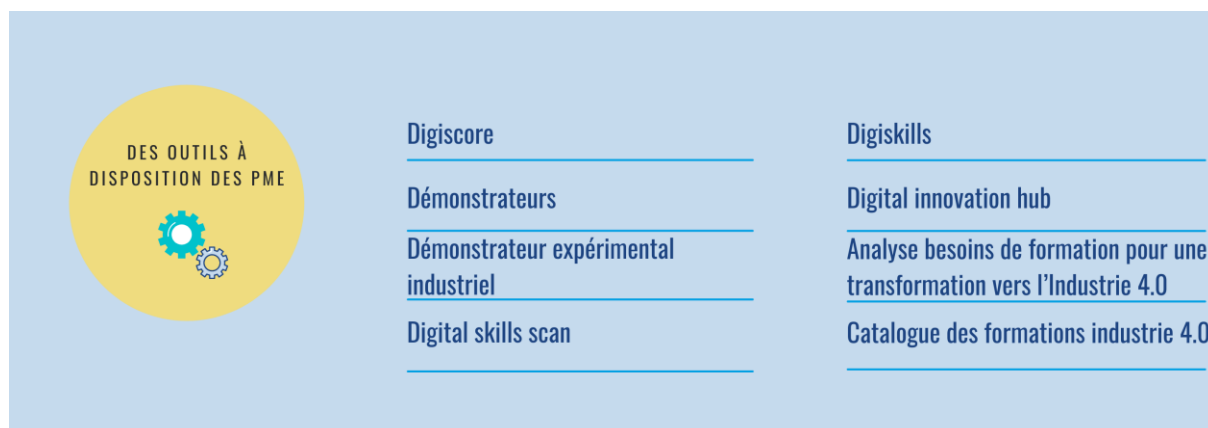 DES OUTILS À
DISPOSITION DES PME
Digiscore
Démonstrateurs
Démonstrateur expérimental
industriel
Digital skills scan
Digiskills
Digital innovation hub
Analyse besoins de formation pour une
transformation vers l'Industrie 4.0
Catalogue des formations industrie 4.0